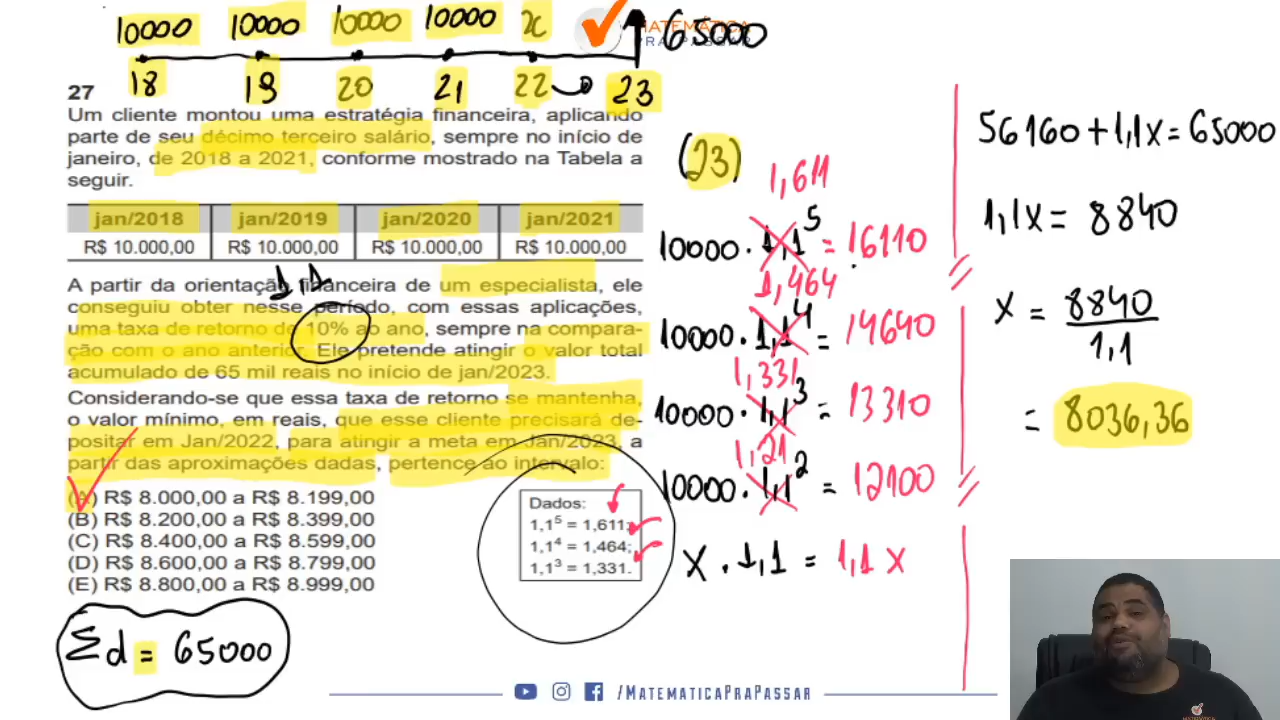 10000 10000 10000 10000 x 65000
MATEMÁTICA
PRA PASSAR
18 19 20 21 22 23
27
Um cliente montou uma estratégia financeira, aplicando
parte de seu décimo terceiro salário, sempre no início de
janeiro, de 2018 a 2021, conforme mostrado na Tabela a
seguir.
jan/2018 jan/2019 jan/2020 jan/2021
R$ 10.000,00 R$ 10.000,00 R$ 10.000,00 R$ 10.000,00
1,1
A partir da orientação financeira de um especialista, ele
conseguiu obter nesse período, com essas aplicações,
uma taxa de retorno de 10% ao ano, sempre na compara-
ção com o ano anterior. Ele pretende atingir o valor total
acumulado de 65 mil reais no início de jan/2023.
Considerando-se que essa taxa de retorno se mantenha,
o valor mínimo, em reais, que esse cliente precisará de-
positar em Jan/2022, para atingir a meta em Jan/2023, a
partir das aproximações dadas, pertence ao intervalo:
(A) R$ 8.000,00 a R$ 8.199,00
(B) R$ 8.200,00 a R$ 8.399,00
(C) R$ 8.400,00 a R$ 8.599,00
(D) R$ 8.600,00 a R$ 8.799,00
(E) R$ 8.800,00 a R$ 8.999,00
Dados:
1,1⁵ = 1,611;
1,1⁴ = 1,464;
1,1³ = 1,331.
Σd = 65000
(23)
1,611
10000 · 1,1⁵ = 16110
1,464
10000 · 1,1⁴ = 14640
1,331
10000 · 1,1³ = 13310
1,21
10000 · 1,1² = 12100
X · 1,1 = 1,1 X
56160 + 1,1x = 65000
1,1x = 8840
x = 8840
1,1
= 8036,36
/MATEMATICAPRAPASSAR